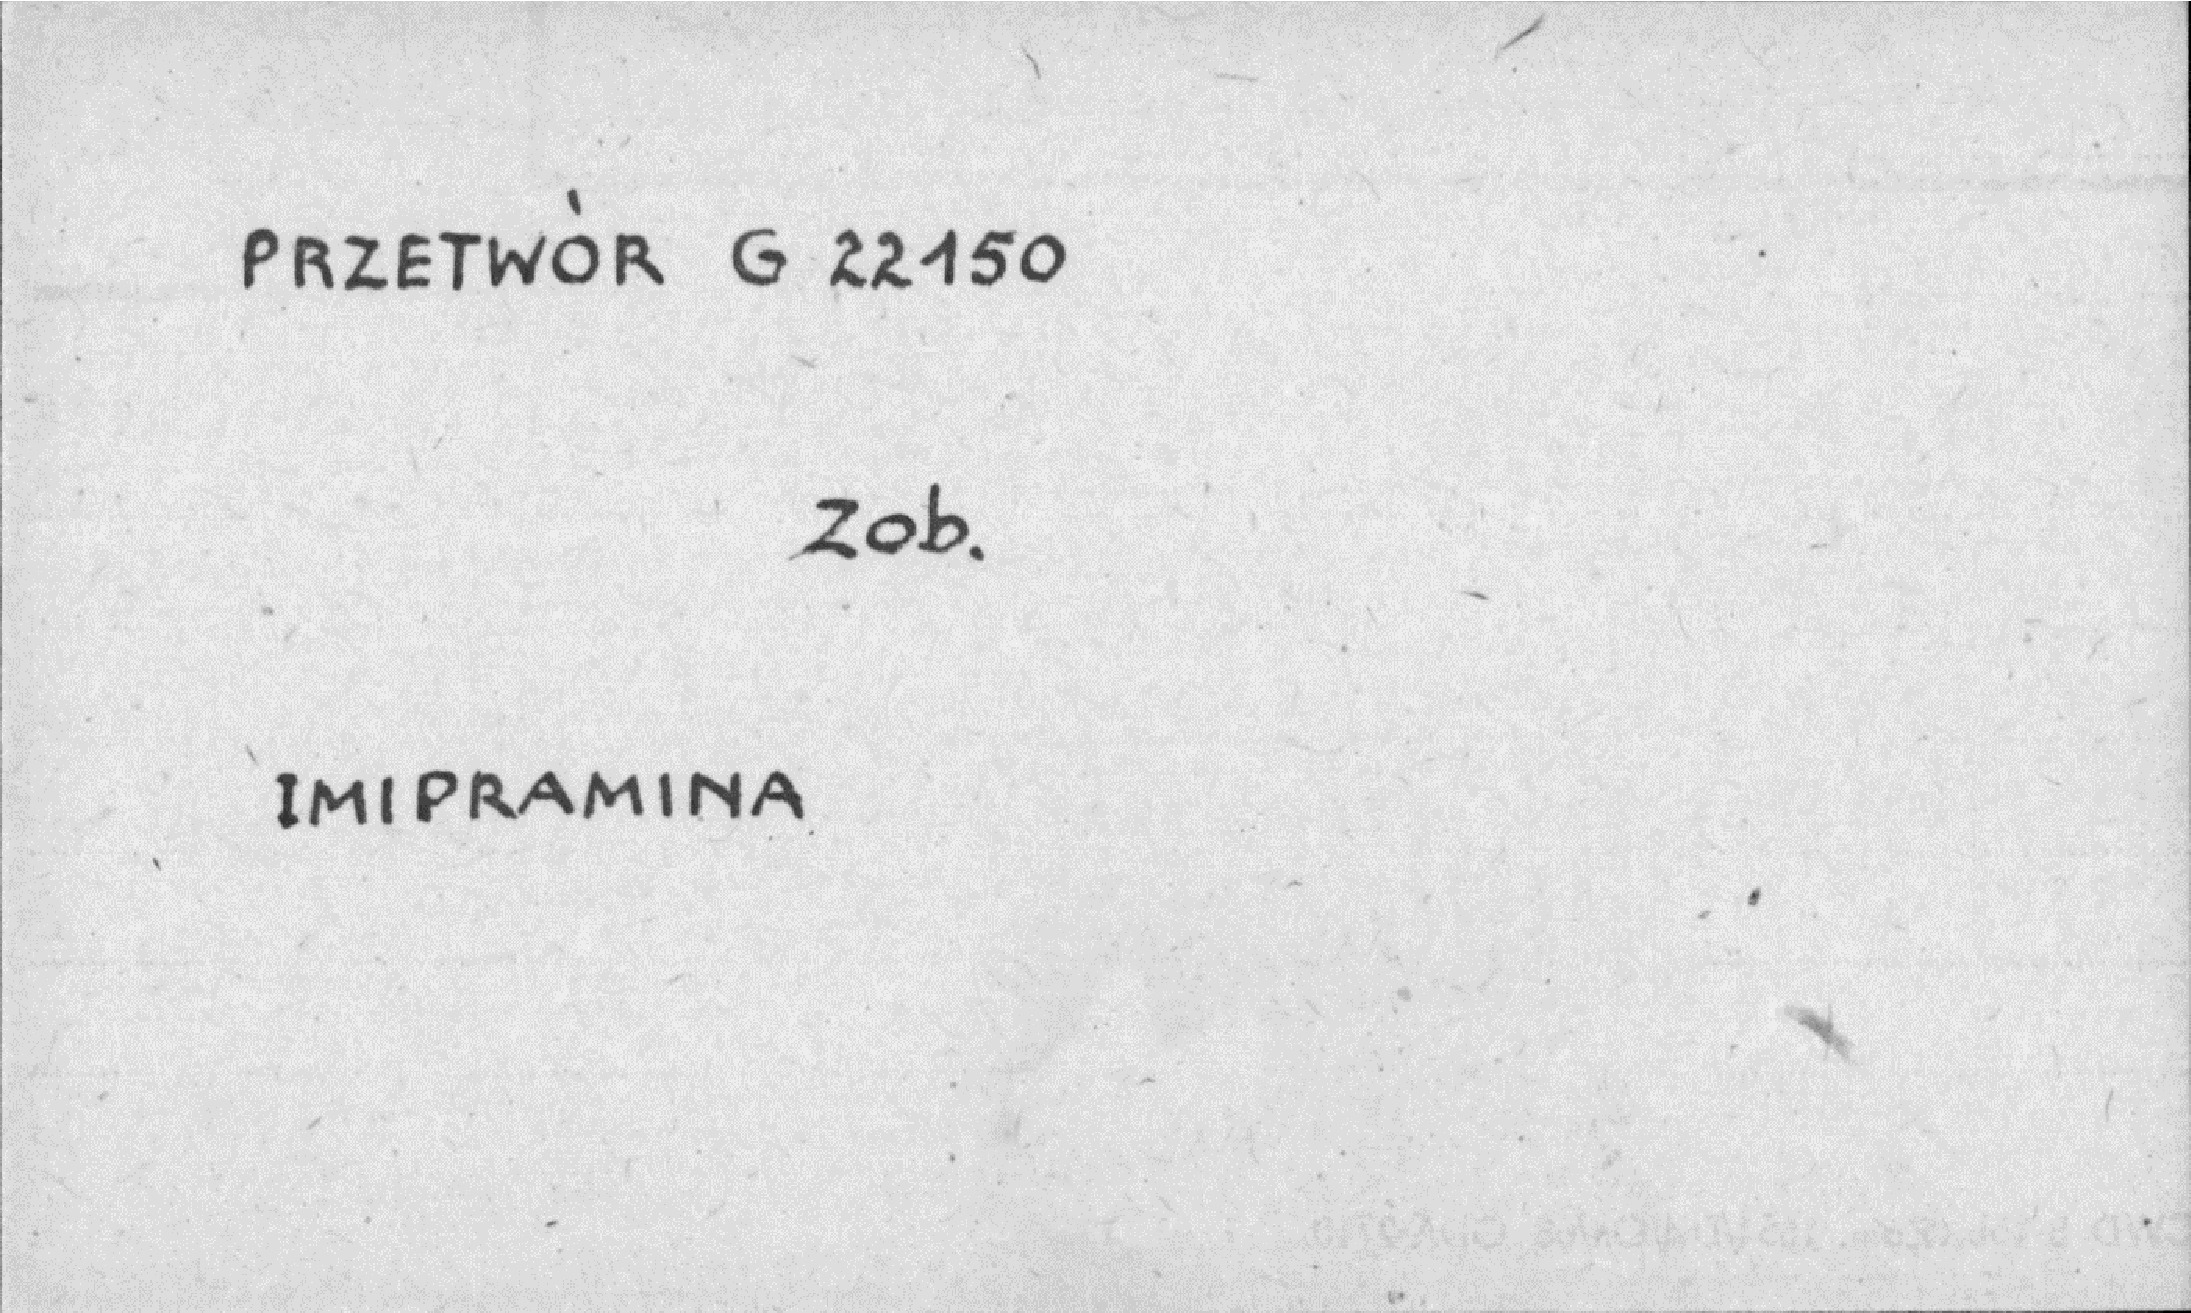 PRZETWÓR G 22150
Zob.
IMIPRAMINA